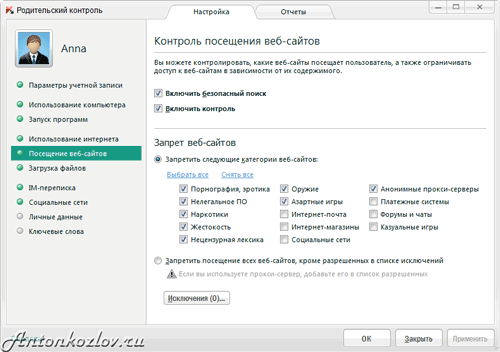 Родительский контроль
Настройка
Отчеты
Anna
Параметры учетной записи
Использование компьютера
Запуск программ
Использование интернета
Посещение веб-сайтов
Загрузка файлов
IM-переписка
Социальные сети
Личные данные
Ключевые слова
Контроль посещения веб-сайтов
Вы можете контролировать, какие веб-сайты посещает пользователь, а также ограничивать
доступ к веб-сайтам в зависимости от их содержимого.
Включить безопасный поиск
Включить контроль
Запрет веб-сайтов
Запретить следующие категории веб-сайтов:
Выбрать все Снять все
Порнография, эротика Оружие Анонимные прокси-серверы
Нелегальное ПО Азартные игры Платежные системы
Наркотики Интернет-почта Форумы и чаты
Жестокость Интернет-магазины Казуальные игры
Нецензурная лексика Социальные сети
Запретить посещение всех веб-сайтов, кроме разрешенных в списке исключений
Если вы используете прокси-сервер, добавьте его в список разрешенных
Исключения (0)...
Antonkozlov.ru
ОК Закрыть Применить